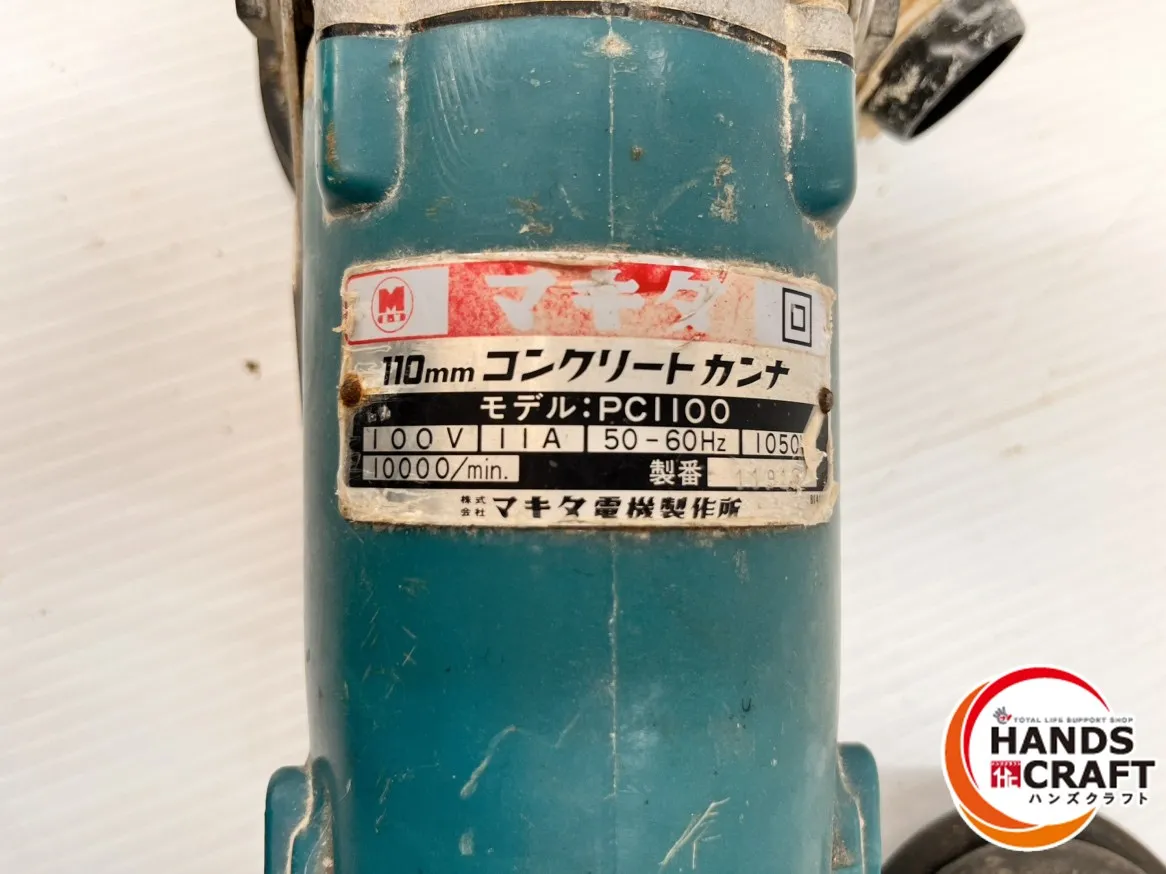 マキタ
110mm コンクリートカンナ
モデル:PC1100
100V 11A 50-60Hz 1050
10000/min. 製番
株式会社 マキタ電機製作所
TOTAL LIFE SUPPORT SHOP
HANDS
CRAFT
ハンズクラフト